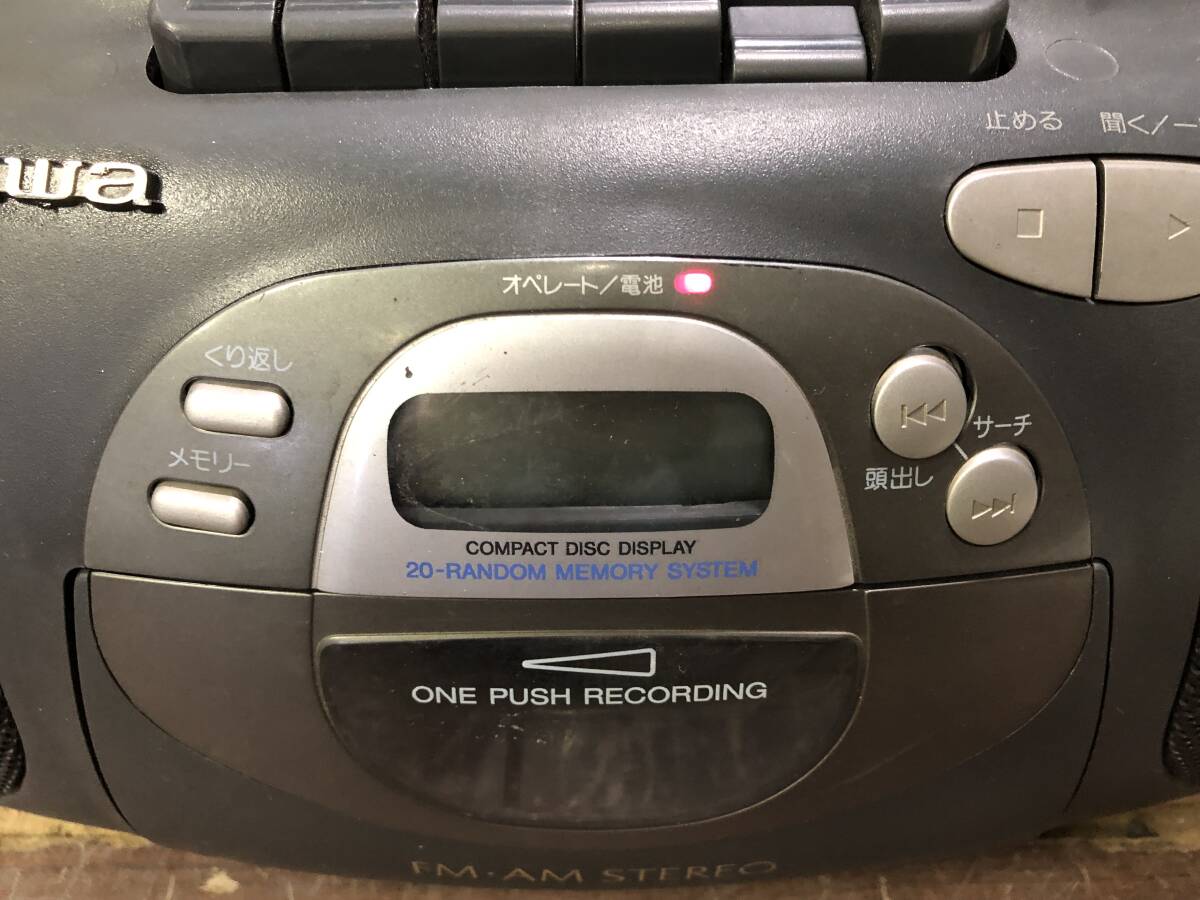 止める 聞く/一
wa
オペレート/電池
くり返し
メモリー
サーチ
頭出し
COMPACT DISC DISPLAY
20-RANDOM MEMORY SYSTEM
ONE PUSH RECORDING
FM・AM STEREO